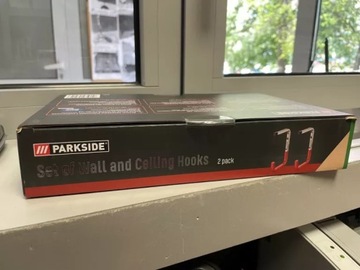 PARKSIDE®
Set of Wall and Ceiling Hooks 2 pack